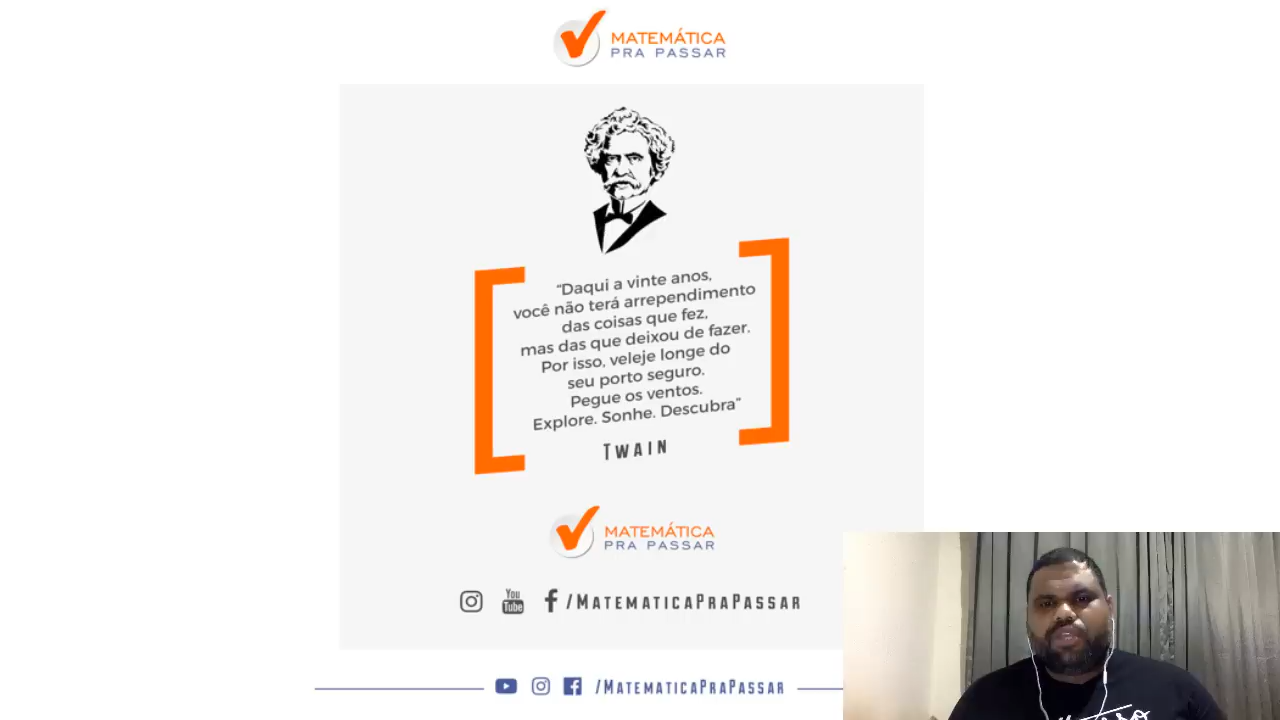 MATEMÁTICA
PRA PASSAR
“Daqui a vinte anos,
você não terá arrependimento
das coisas que fez,
mas das que deixou de fazer.
Por isso, veleje longe do
seu porto seguro.
Pegue os ventos.
Explore. Sonhe. Descubra”
TWAIN
MATEMÁTICA
PRA PASSAR
You
Tube
/MATEMATICAPRAPASSAR
/MATEMATICAPRAPASSAR